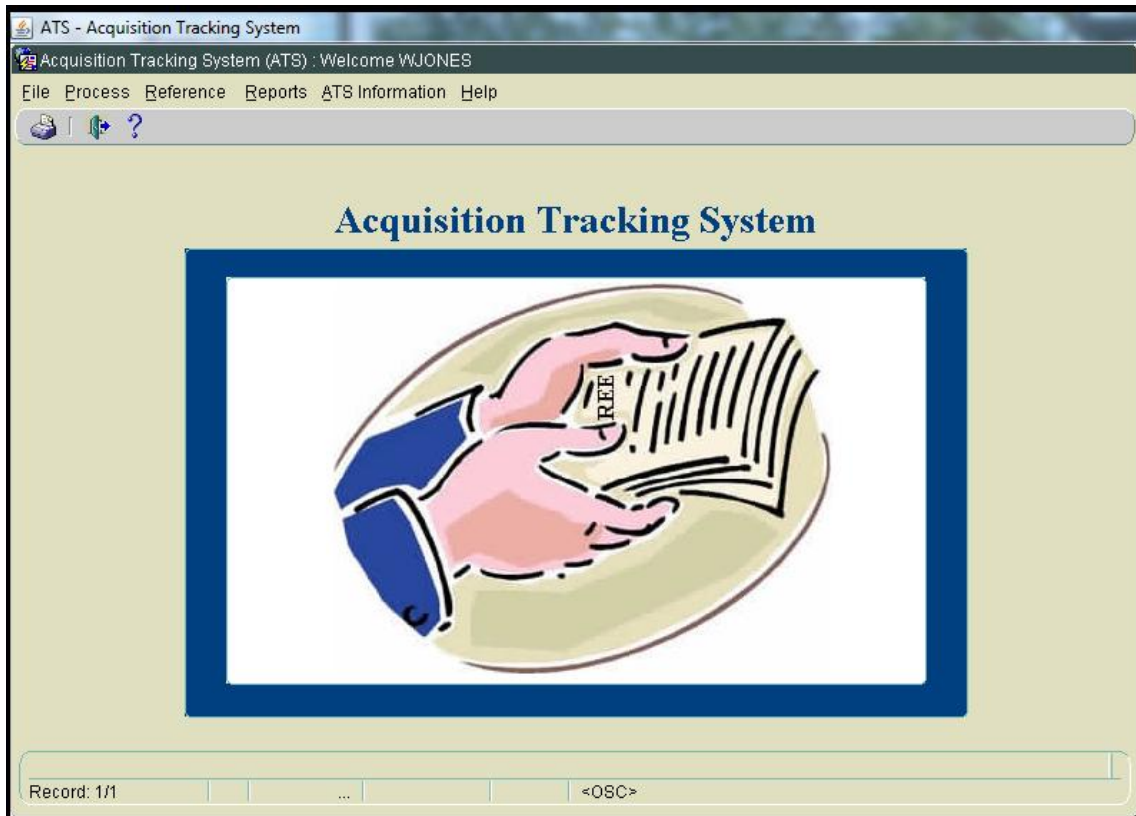 ATS - Acquisition Tracking System
Acquisition Tracking System (ATS) : Welcome WJONES
File Process Reference Reports ATS Information Help
?
Acquisition Tracking System
REE
Record: 1/1 ... <OSC>